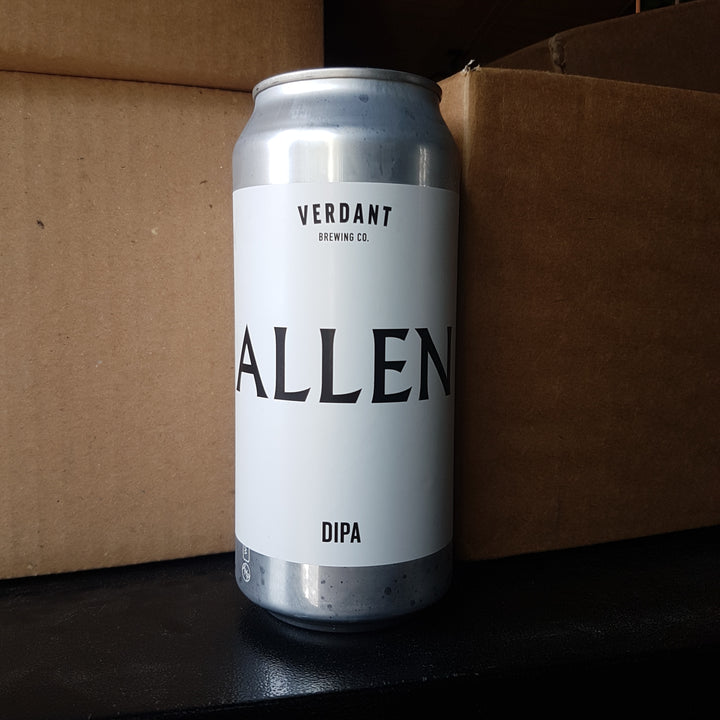 VERDANT
BREWING CO.
ALLEN
DIPA